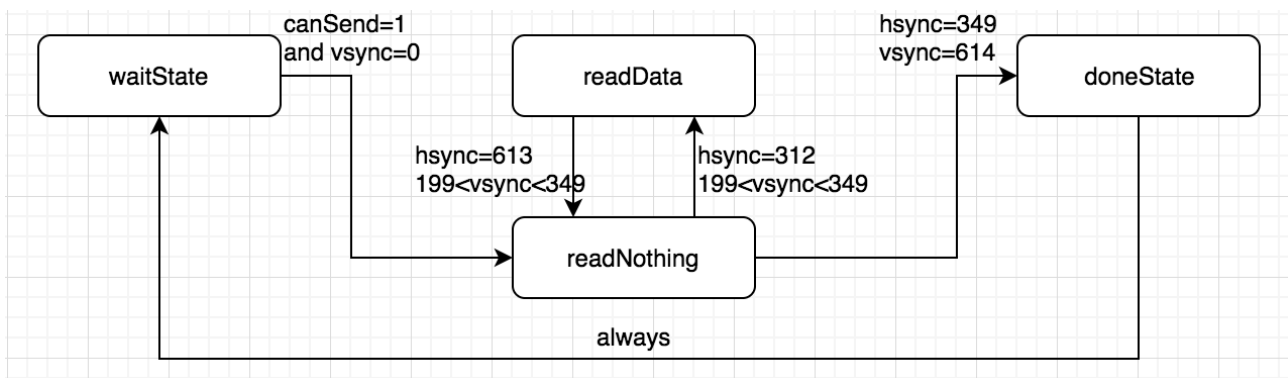 canSend=1
and vsync=0
hsync=349
vsync=614
waitState
readData
doneState
hsync=613
199<vsync<349
hsync=312
199<vsync<349
readNothing
always